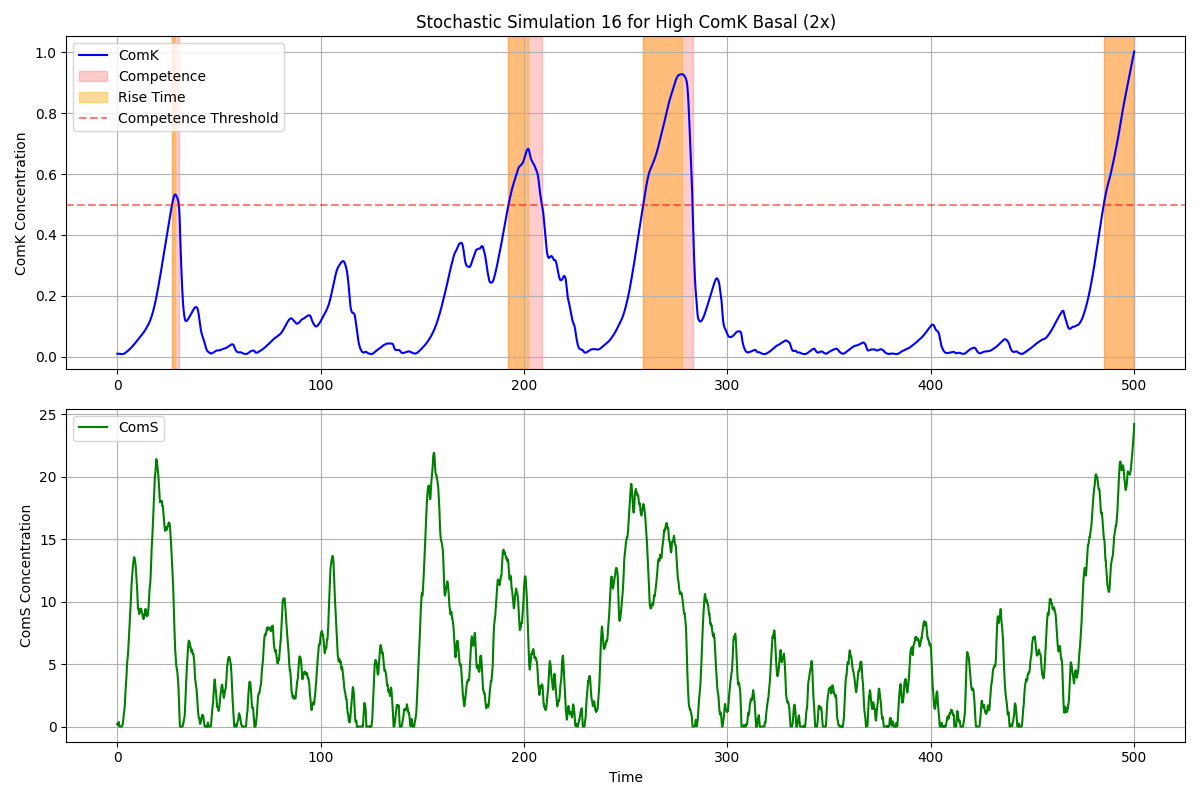 Stochastic Simulation 16 for High ComK Basal (2x)
ComK Concentration
1.0
0.8
0.6
0.4
0.2
0.0
ComK
Competence
Rise Time
Competence Threshold
0 100 200 300 400 500
ComS Concentration
25
20
15
10
5
0
ComS
0 100 200 300 400 500
Time